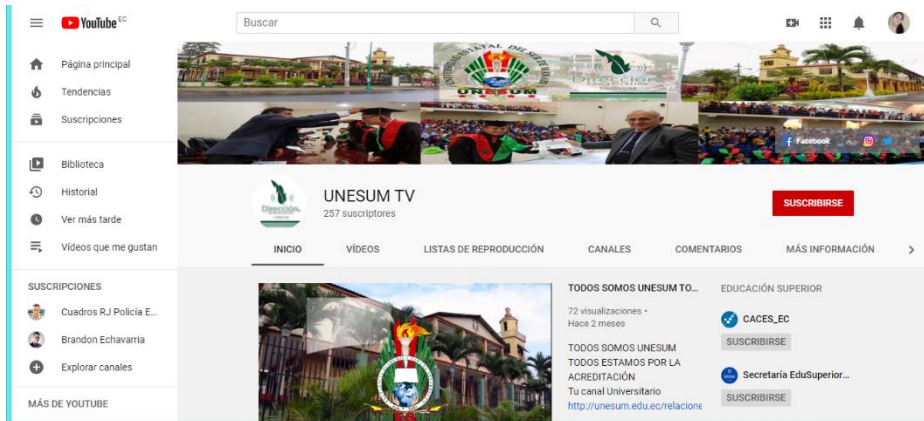 YouTube EC
Buscar
Página principal
Tendencias
Suscripciones
Biblioteca
Historial
Ver más tarde
Vídeos que me gustan
SUSCRIPCIONES
Cuadros RJ Policía E...
Brandon Echavarria
Explorar canales
MÁS DE YOUTUBE
UNESUM
Dirección
Facebook
Dirección
UNESUM TV
257 suscriptores
SUSCRIBIRSE
INICIO VÍDEOS LISTAS DE REPRODUCCIÓN CANALES COMENTARIOS MÁS INFORMACIÓN
TODOS SOMOS UNESUM TO...
72 visualizaciones •
Hace 2 meses
TODOS SOMOS UNESUM
TODOS ESTAMOS POR LA
ACREDITACIÓN
Tu canal Universitario
http://unesum.edu.ec/relacione
EDUCACIÓN SUPERIOR
CACES_EC
SUSCRIBIRSE
Secretaría EduSuperior...
SUSCRIBIRSE